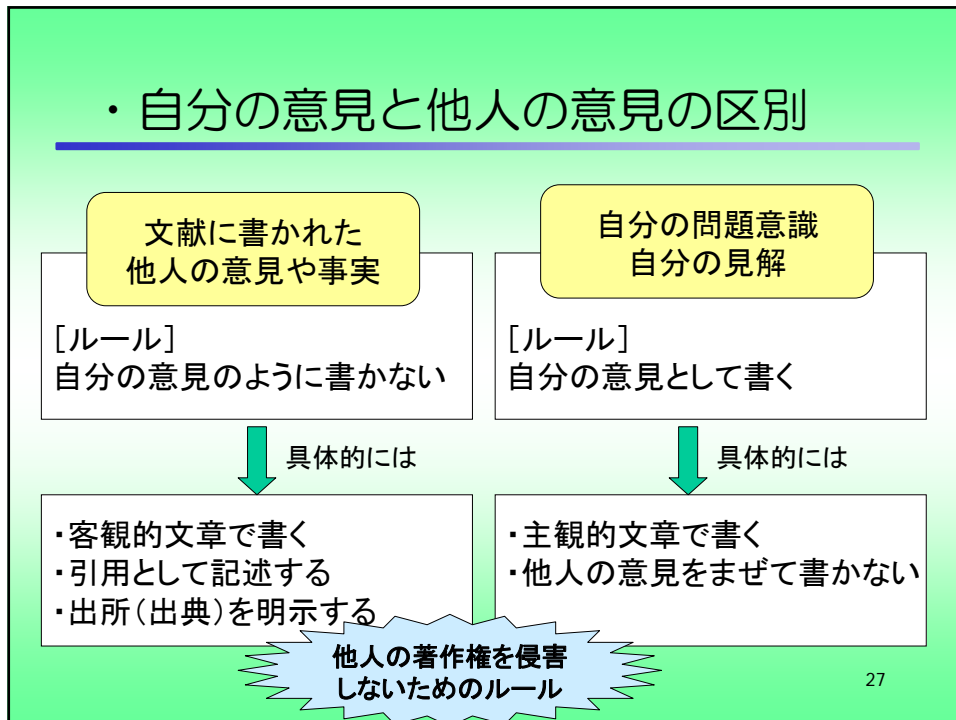 ・自分の意見と他人の意見の区別
文献に書かれた
他人の意見や事実
［ルール］
自分の意見のように書かない
具体的には
・客観的文章で書く
・引用として記述する
・出所（出典）を明示する
自分の問題意識
自分の見解
［ルール］
自分の意見として書く
具体的には
・主観的文章で書く
・他人の意見をまぜて書かない
他人の著作権を侵害
しないためのルール
27